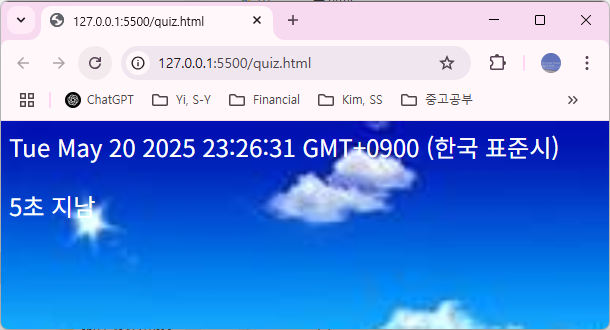 127.0.0.1:5500/quiz.html
127.0.0.1:5500/quiz.html
ChatGPT Yi, S-Y Financial Kim, SS 중고공부
Tue May 20 2025 23:26:31 GMT+0900 (한국 표준시)
5초 지남